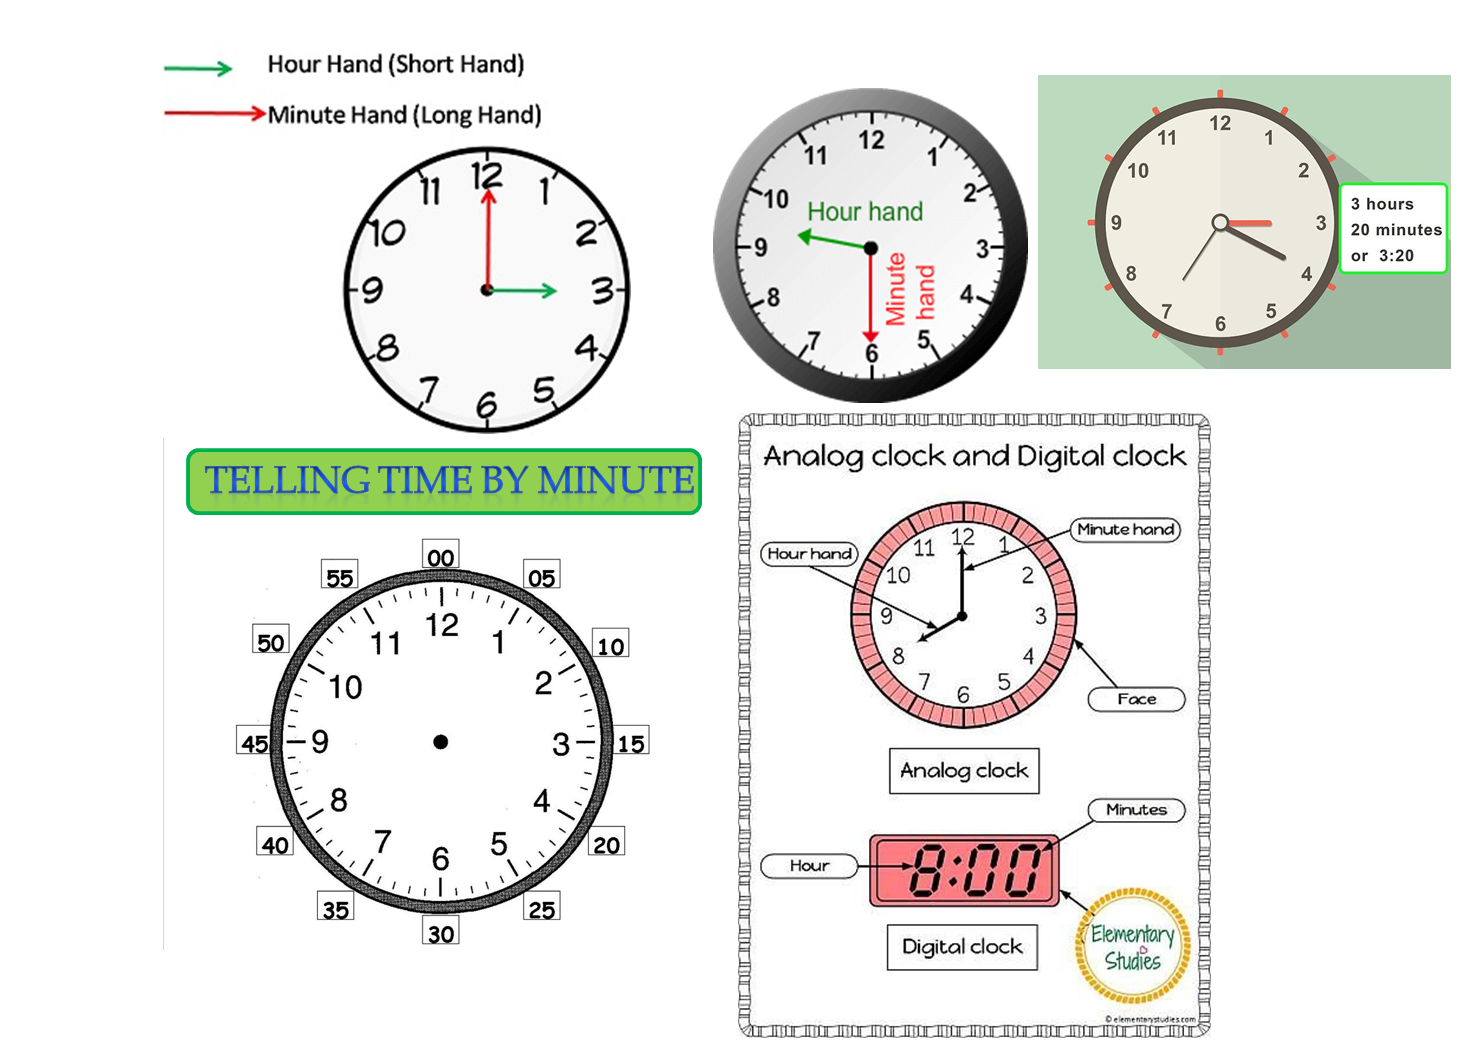 Hour Hand (Short Hand)
Minute Hand (Long Hand)
12
11 1
10 2
9 3
8 4
7 5
6
12
11 1
10 2
Hour hand
9 3
Minute
hand
8 4
7 5
6
12
11 1
10 2
9 3
8 4
7 5
6
3 hours
20 minutes
or 3:20
TELLING TIME BY MINUTE
00
55 05
50 10
45 15
40 20
35 25
30
12
11 1
10 2
9 3
8 4
7 5
6
Analog clock and Digital clock
Minute hand
Hour hand
12
11 1
10 2
9 3
8 4
7 5
6
Face
Analog clock
Minutes
Hour
8:00
Digital clock
Elementary
Studies
© elementarystudies.com